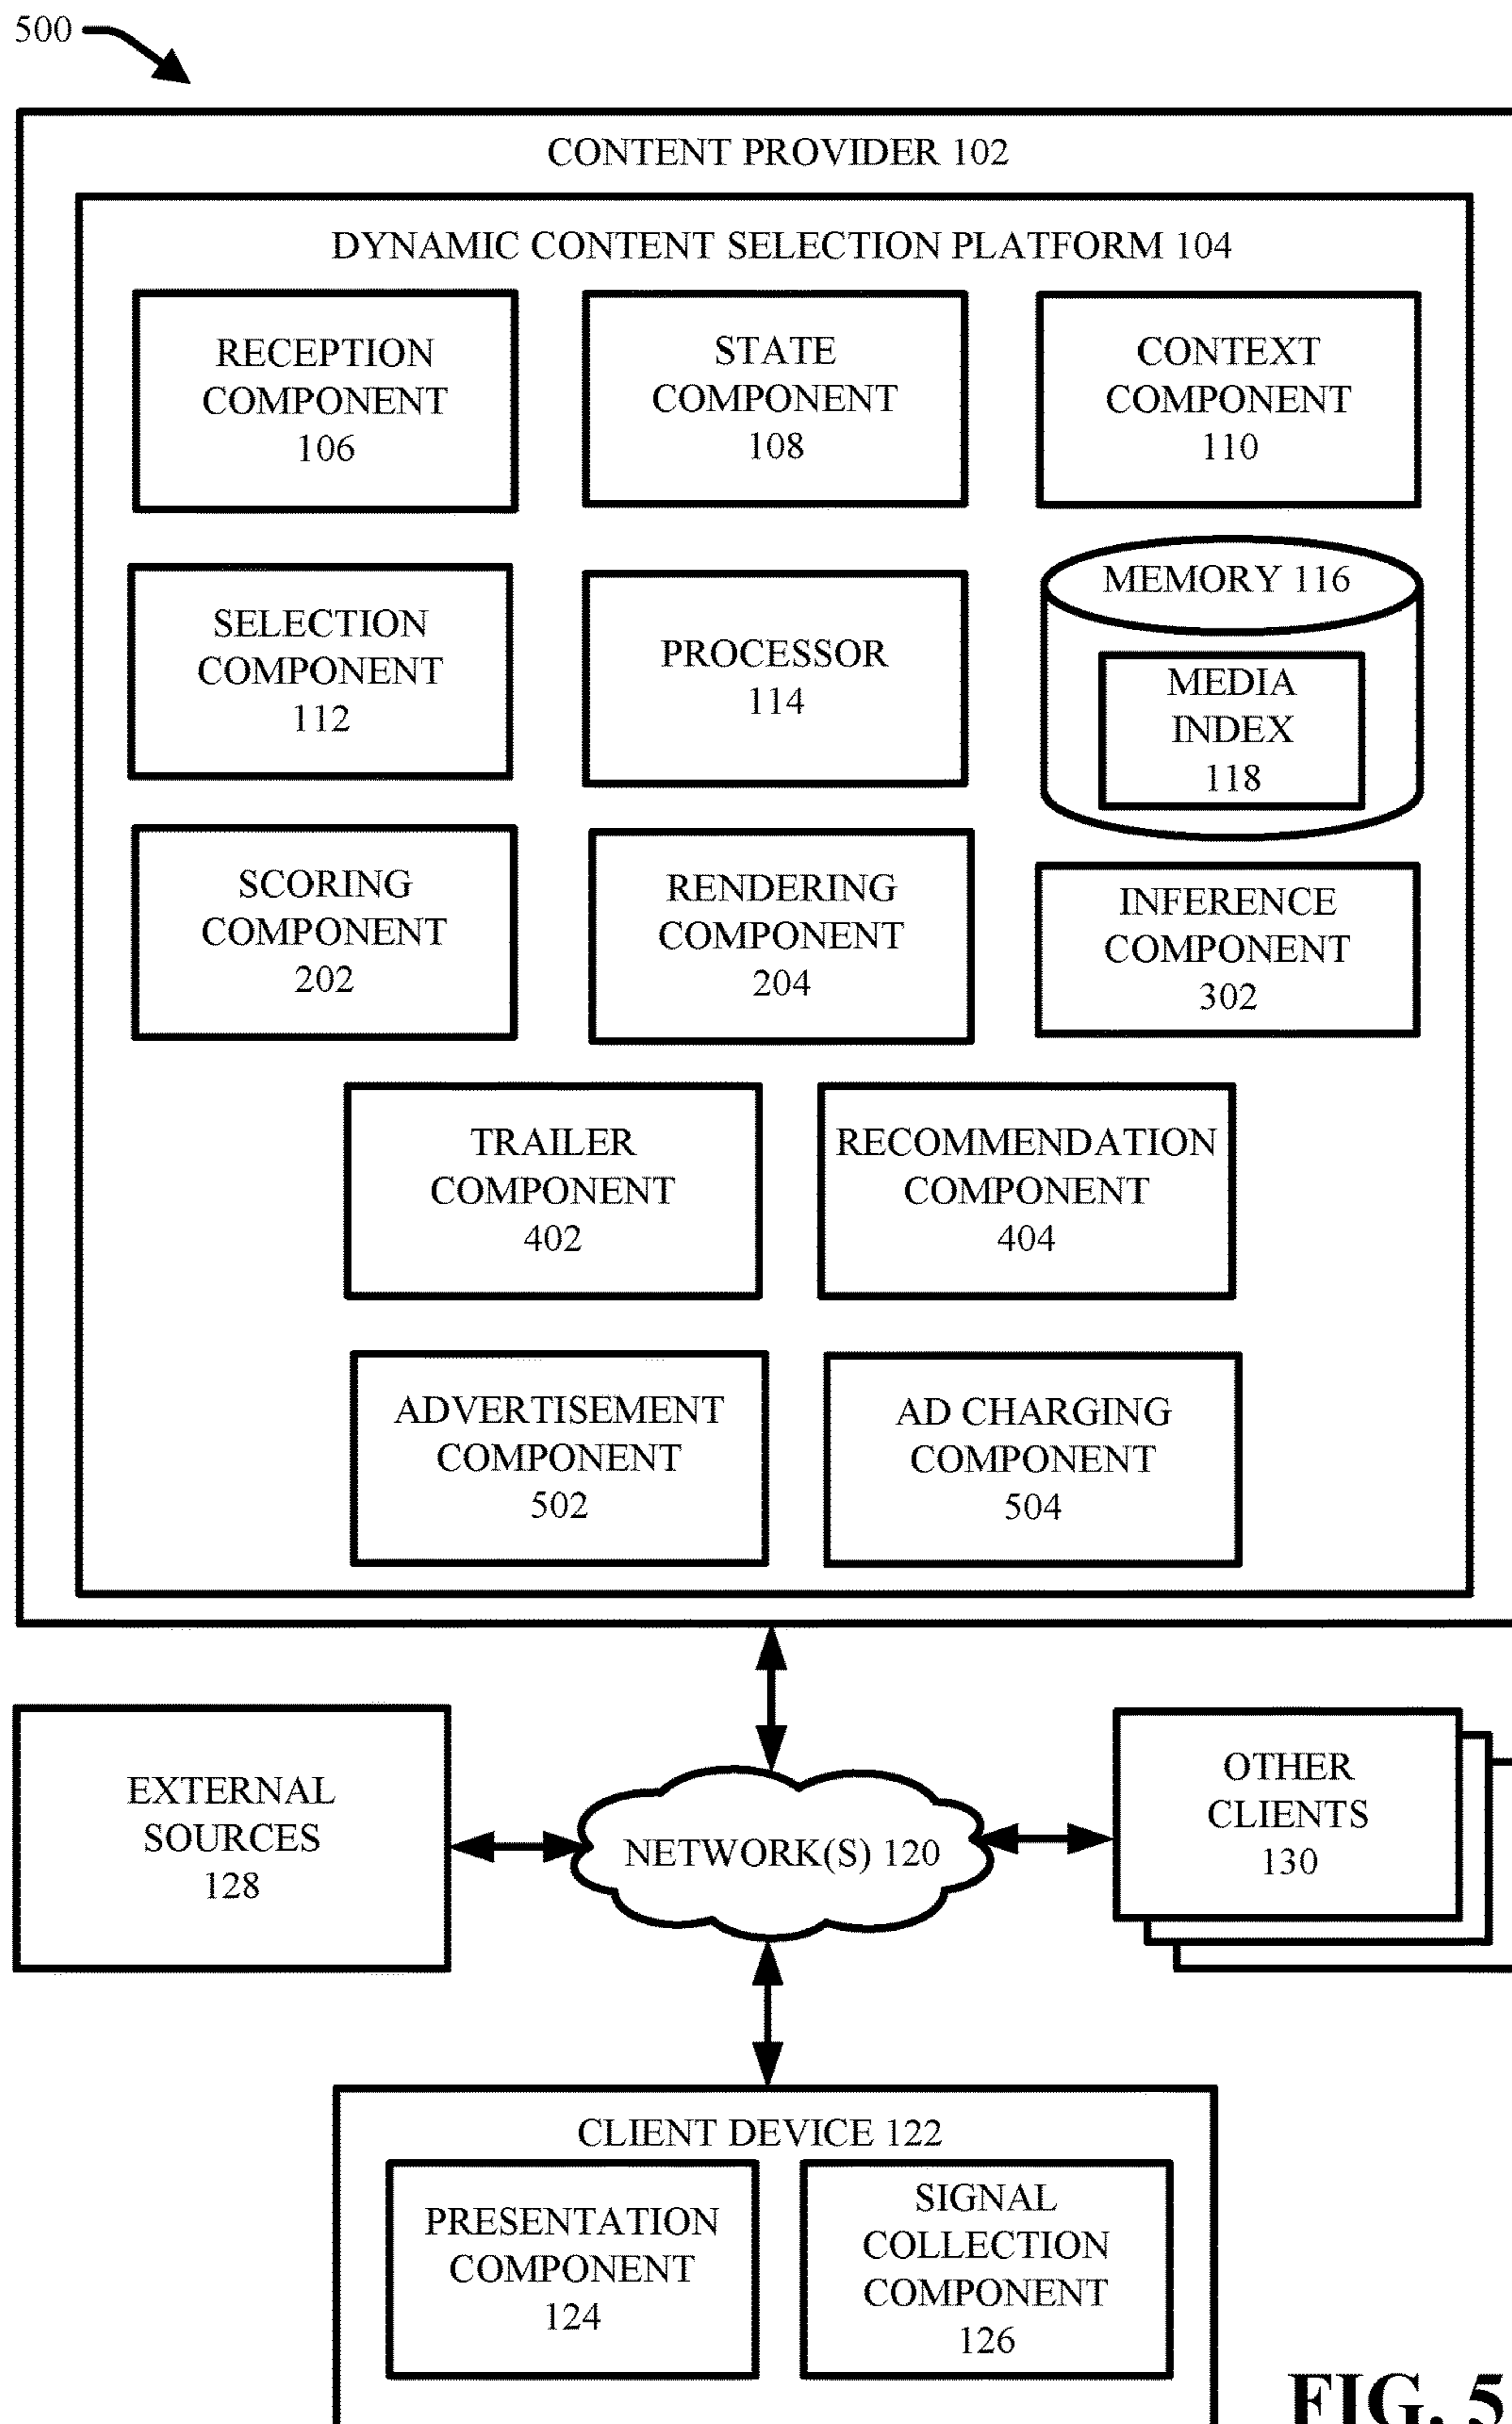 500
CONTENT PROVIDER 102
DYNAMIC CONTENT SELECTION PLATFORM 104
RECEPTION
COMPONENT
106
STATE
COMPONENT
108
CONTEXT
COMPONENT
110
SELECTION
COMPONENT
112
PROCESSOR
114
MEMORY 116
MEDIA
INDEX
118
SCORING
COMPONENT
202
RENDERING
COMPONENT
204
INFERENCE
COMPONENT
302
TRAILER
COMPONENT
402
RECOMMENDATION
COMPONENT
404
ADVERTISEMENT
COMPONENT
502
AD CHARGING
COMPONENT
504
EXTERNAL
SOURCES
128
NETWORK(S) 120
OTHER
CLIENTS
130
CLIENT DEVICE 122
PRESENTATION
COMPONENT
124
SIGNAL
COLLECTION
COMPONENT
126
FIG. 5